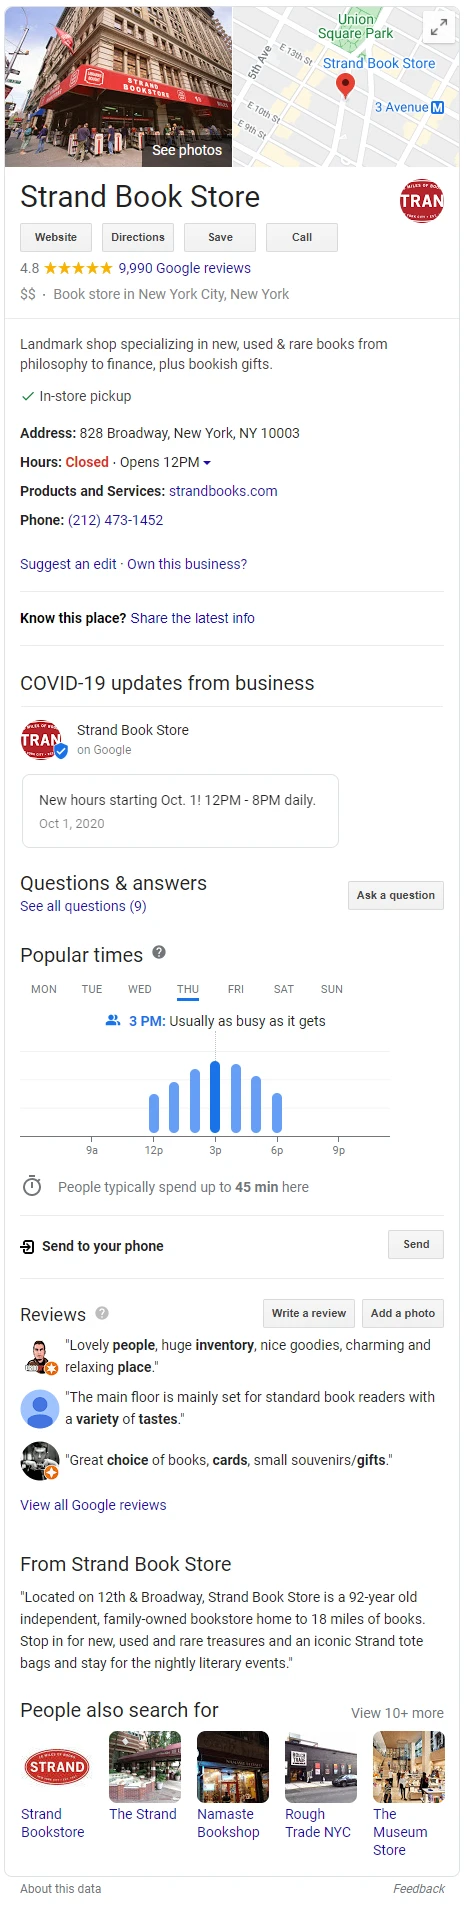 STRAND
BOOKSTORE
See photos
Union
Square Park
5th Ave
E 13th St
Strand Book Store
3 Avenue M
E 10th St
E 9th St
Strand Book Store
TRAN
Website
Directions
Save
Call
4.8 ★★★★★ 9,990 Google reviews
$$ · Book store in New York City, New York
Landmark shop specializing in new, used & rare books from
philosophy to finance, plus bookish gifts.
✓ In-store pickup
Address: 828 Broadway, New York, NY 10003
Hours: Closed · Opens 12PM
Products and Services: strandbooks.com
Phone: (212) 473-1452
Suggest an edit · Own this business?
Know this place? Share the latest info
COVID-19 updates from business
TRAN
Strand Book Store
on Google
New hours starting Oct. 1! 12PM - 8PM daily.
Oct 1, 2020
Questions & answers
See all questions (9)
Ask a question
Popular times ?
MON TUE WED THU FRI SAT SUN
3 PM: Usually as busy as it gets
9a 12p 3p 6p 9p
People typically spend up to 45 min here
Send to your phone
Send
Reviews ?
Write a review
Add a photo
"Lovely people, huge inventory, nice goodies, charming and
relaxing place."
"The main floor is mainly set for standard book readers with
a variety of tastes."
"Great choice of books, cards, small souvenirs/gifts."
View all Google reviews
From Strand Book Store
"Located on 12th & Broadway, Strand Book Store is a 92-year old
independent, family-owned bookstore home to 18 miles of books.
Stop in for new, used and rare treasures and an iconic Strand tote
bags and stay for the nightly literary events."
People also search for
View 10+ more
STRAND
ROUGH
TRADE
Strand
Bookstore
The Strand
Namaste
Bookshop
Rough
Trade NYC
The
Museum
Store
About this data
Feedback